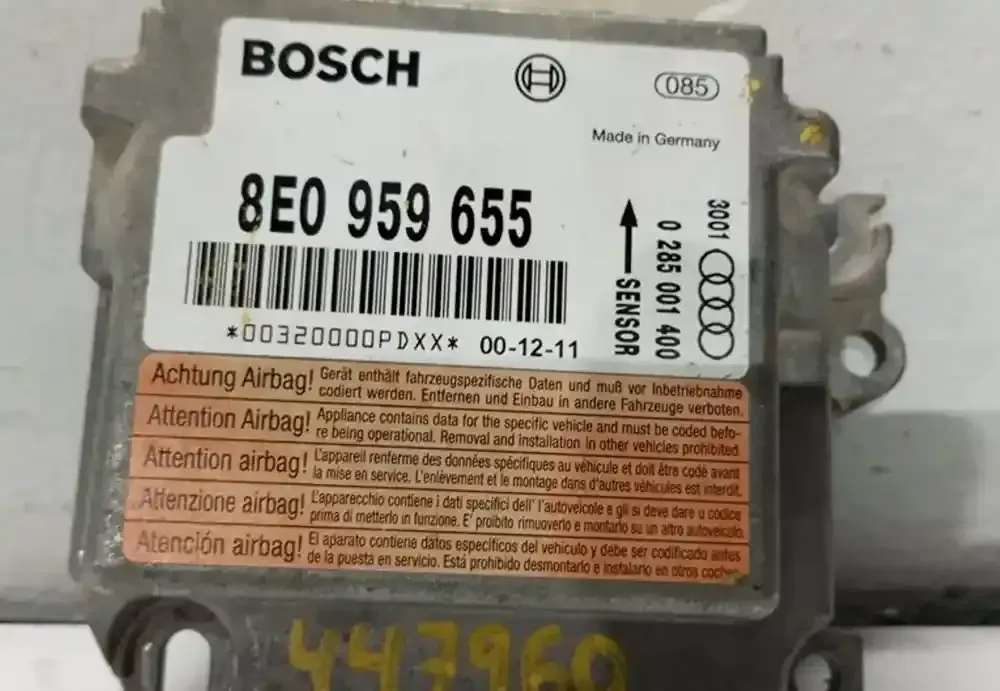 BOSCH
085
Made in Germany
8E0 959 655
*00320000PDXX* 00-12-11
SENSOR
0 285 001 400
3001
Achtung Airbag! Gerät enthält fahrzeugspezifische Daten und muß vor Inbetriebnahme
codiert werden. Entfernen und Einbau in andere Fahrzeuge verboten.
Attention Airbag! Appliance contains data for the specific vehicle and must be coded befo-
re being operational. Removal and installation in other vehicles prohibited.
Attention airbag! L'appareil renferme des données spécifiques au véhicule et doit être codé avant
la mise en service. L'enlèvement et le montage dans d'autres véhicules est interdit.
Attenzione airbag! L'apparecchio contiene i dati specifici dell' l'autoveicolo e gli si deve dare u codice
prima di metterlo in funzione. E' proibito rimuoverlo e montarlo su un altro autoveicolo.
Atención airbag! El aparato contiene datos específicos del vehículo y debe ser codificado antes
de la puesta en servicio. Está prohibido desmontarlo e instalarlo en otros coches
447960